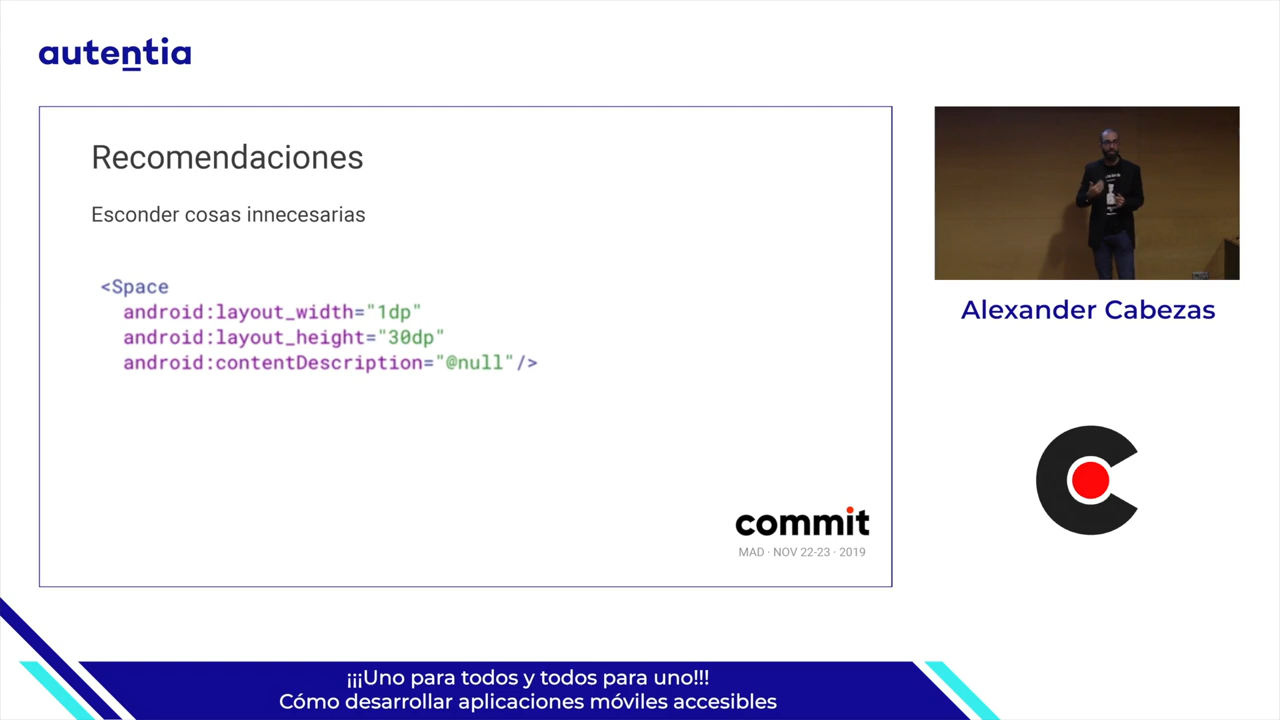 autentia
Recomendaciones
Esconder cosas innecesarias
<Space
android:layout_width="1dp"
android:layout_height="30dp"
android:contentDescription="@null"/>
commit
MAD · NOV 22-23 · 2019
Alexander Cabezas
¡¡¡Uno para todos y todos para uno!!!
Cómo desarrollar aplicaciones móviles accesibles